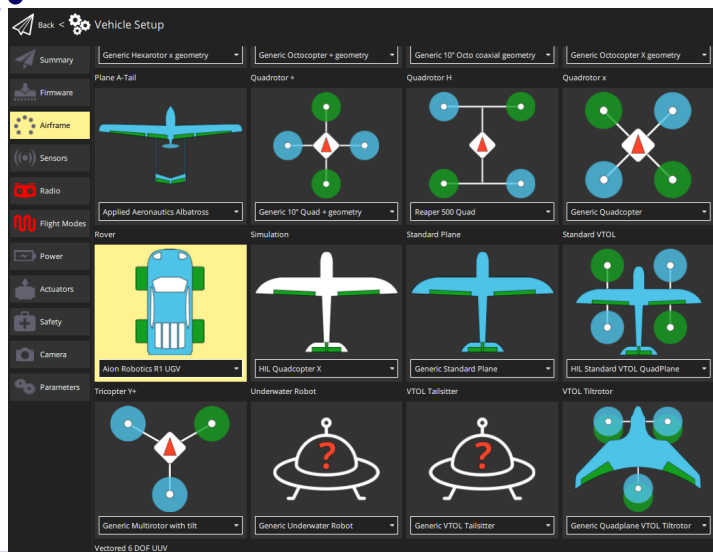 Back < Vehicle Setup
Summary
Firmware
Airframe
Sensors
Radio
Flight Modes
Power
Actuators
Safety
Camera
Parameters
Generic Hexarotor x geometry
Generic Octocopter + geometry
Generic 10" Octo coaxial geometry
Generic Octocopter X geometry
Plane A-Tail
Quadrotor +
Quadrotor H
Quadrotor x
Applied Aeronautics Albatross
Generic 10" Quad + geometry
Reaper 500 Quad
Generic Quadcopter
Rover
Simulation
Standard Plane
Standard VTOL
Aion Robotics R1 UGV
HIL Quadcopter X
Generic Standard Plane
HIL Standard VTOL QuadPlane
Tricopter Y+
Underwater Robot
VTOL Tailsitter
VTOL Tiltrotor
?
?
Generic Multirotor with tilt
Generic Underwater Robot
Generic VTOL Tailsitter
Generic Quadplane VTOL Tiltrotor
Vectored 6 DOF UUV